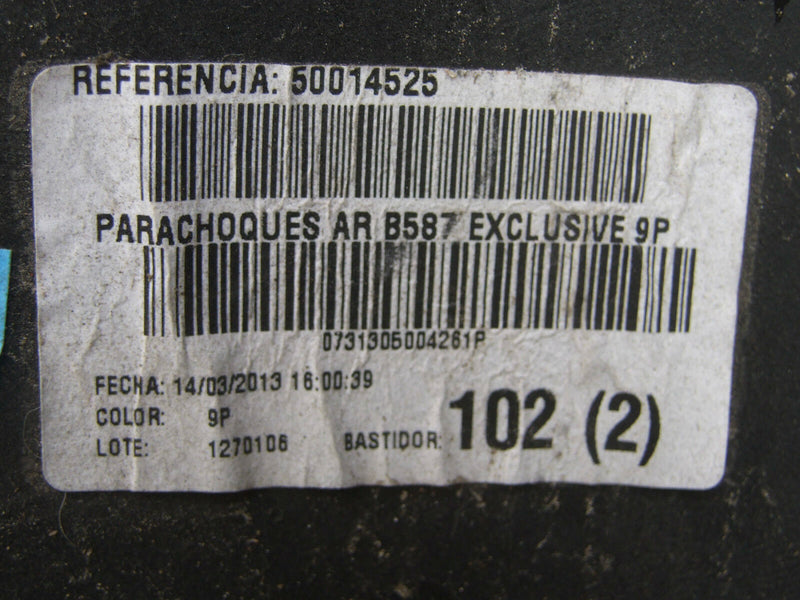 REFERENCIA: 50014525
PARACHOQUES AR B587 EXCLUSIVE 9P
0731305004261P
FECHA: 14/03/2013 16:00:39
COLOR: 9P
LOTE: 1270106 BASTIDOR: 102 (2)